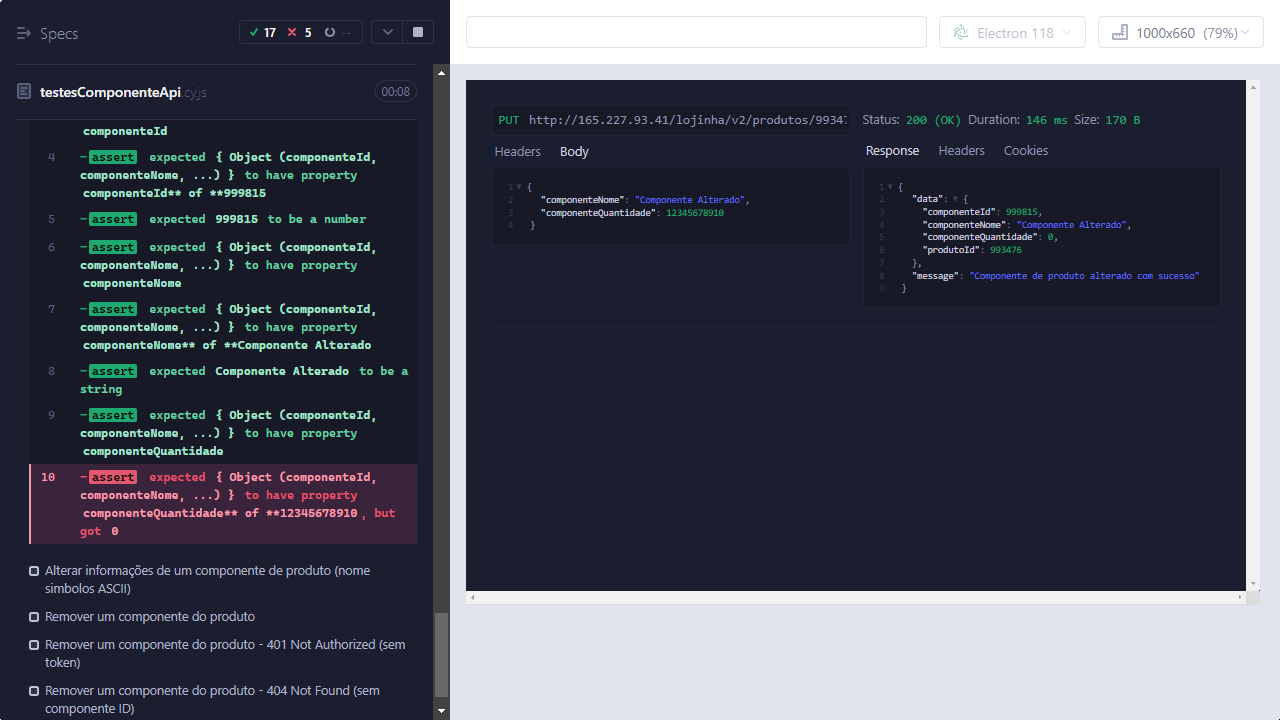 Specs
17 5 --
testesComponenteApi.cy.js 00:08
componenteId
4 -assert expected { Object (componenteId,
componenteNome, ...) } to have property
componenteId** of **999815
5 -assert expected 999815 to be a number
6 -assert expected { Object (componenteId,
componenteNome, ...) } to have property
componenteNome
7 -assert expected { Object (componenteId,
componenteNome, ...) } to have property
componenteNome** of **Componente Alterado
8 -assert expected Componente Alterado to be a
string
9 -assert expected { Object (componenteId,
componenteNome, ...) } to have property
componenteQuantidade
10 -assert expected { Object (componenteId,
componenteNome, ...) } to have property
componenteQuantidade** of **12345678910, but
got 0
Alterar informações de um componente de produto (nome
simbolos ASCII)
Remover um componente do produto
Remover um componente do produto - 401 Not Authorized (sem
token)
Remover um componente do produto - 404 Not Found (sem
componente ID)
Electron 118
1000x660 (79%)
PUT http://165.227.93.41/lojinha/v2/produtos/99347
Headers Body
1 {
2 "componenteNome": "Componente Alterado",
3 "componenteQuantidade": 12345678910
4 }
Status: 200 (OK) Duration: 146 ms Size: 170 B
Response Headers Cookies
1 {
2 "data": {
3 "componenteId": 999815,
4 "componenteNome": "Componente Alterado",
5 "componenteQuantidade": 0,
6 "produtoId": 993476
7 },
8 "message": "Componente de produto alterado com sucesso"
9 }